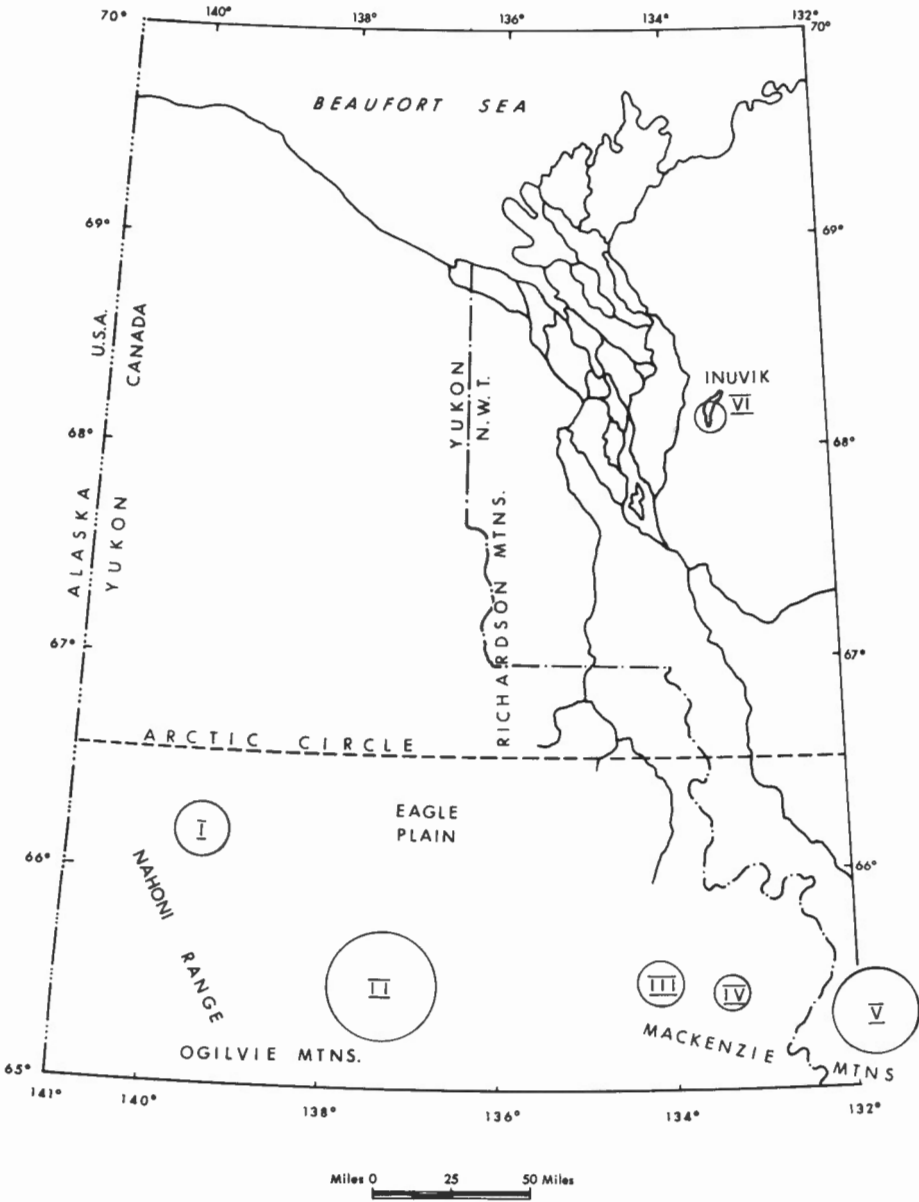 70° 140° 138° 136° 134° 132°
70°
BEAUFORT SEA
69° 69°
U.S.A.
CANADA
INUVIK
VI
YUKON
N.W.T.
68° 68°
ALASKA
YUKON
RICHARDSON MTNS.
67° 67°
ARCTIC CIRCLE
EAGLE
PLAIN
I
66° 66°
NAHONI RANGE
II III IV V
MACKENZIE MTNS
OGILVIE MTNS.
65°
141° 140° 138° 136° 134° 132°
Miles 0 25 50 Miles